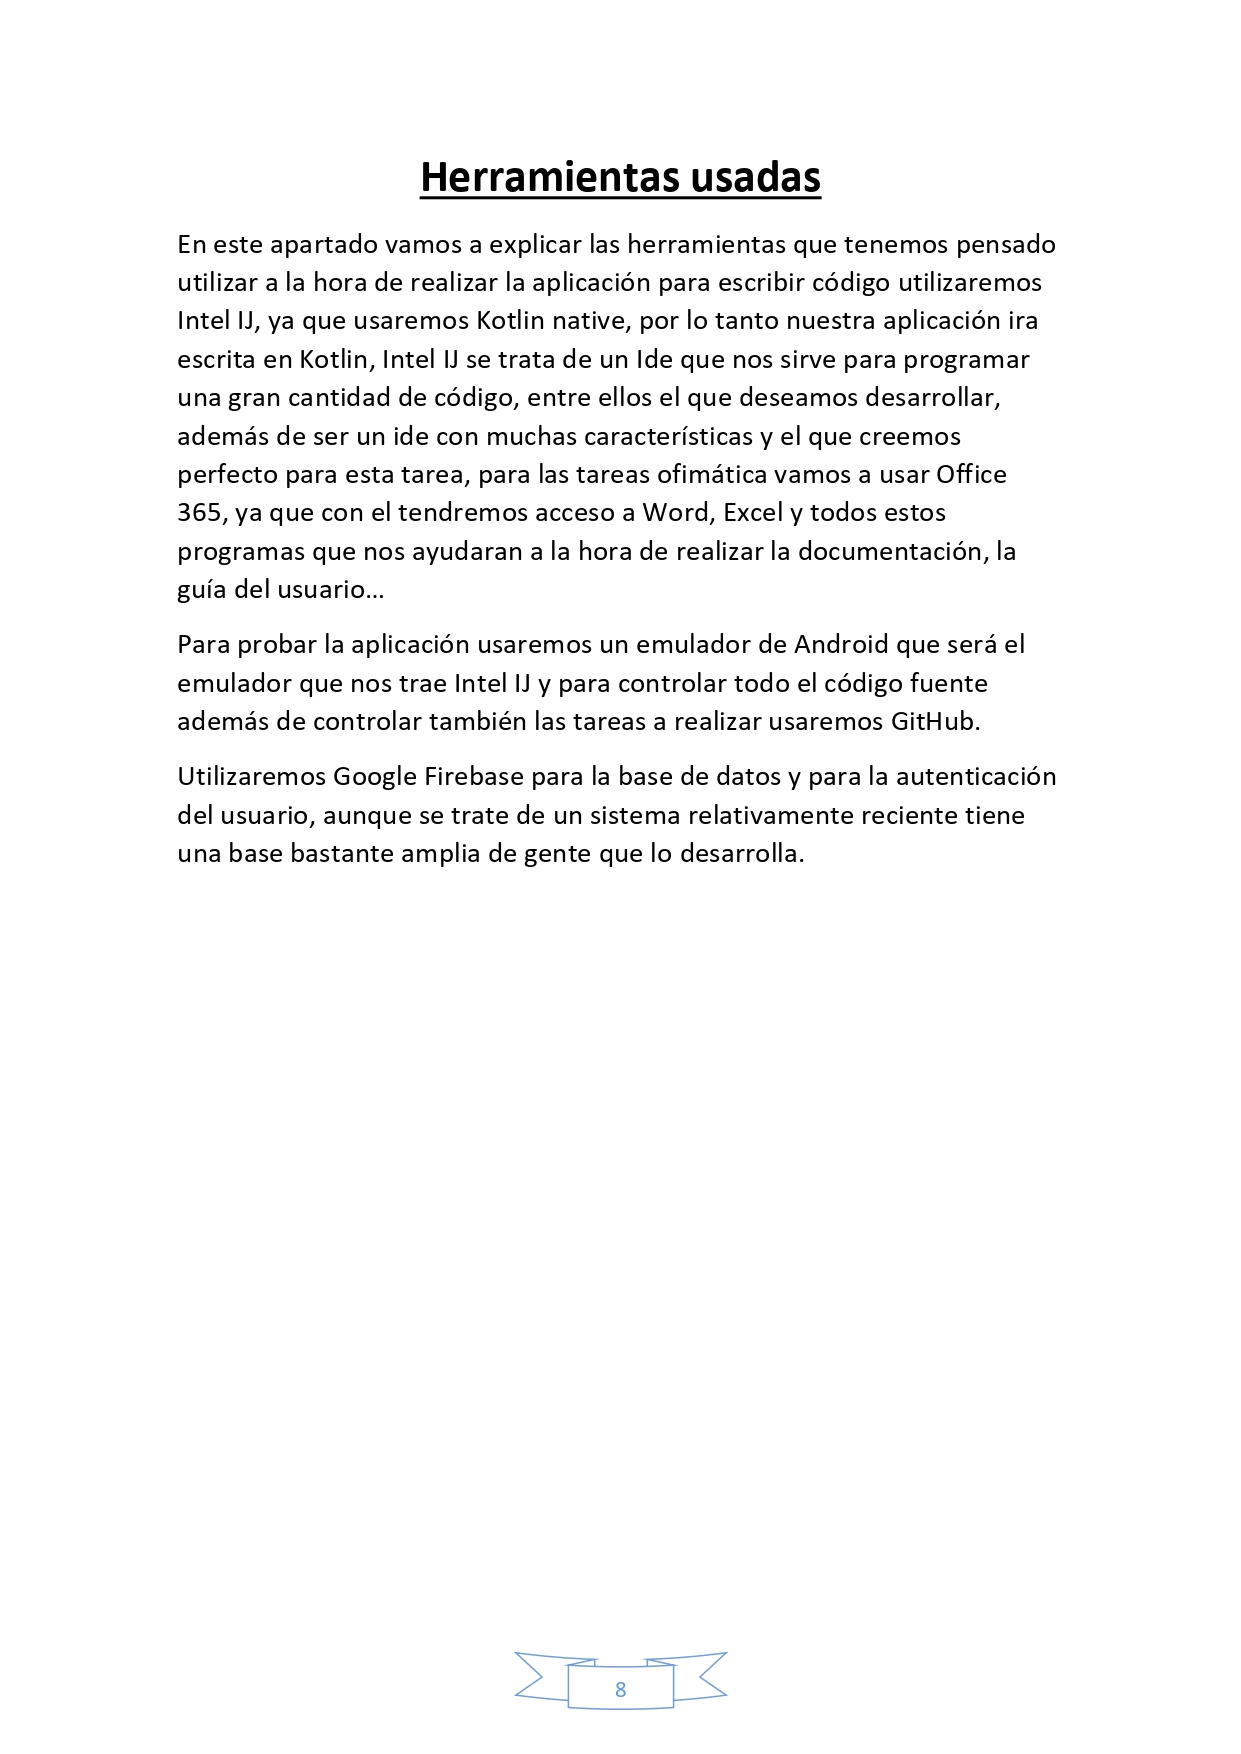 Herramientas usadas
En este apartado vamos a explicar las herramientas que tenemos pensado
utilizar a la hora de realizar la aplicación para escribir código utilizaremos
Intel IJ, ya que usaremos Kotlin native, por lo tanto nuestra aplicación ira
escrita en Kotlin, Intel IJ se trata de un Ide que nos sirve para programar
una gran cantidad de código, entre ellos el que deseamos desarrollar,
además de ser un ide con muchas características y el que creemos
perfecto para esta tarea, para las tareas ofimática vamos a usar Office
365, ya que con el tendremos acceso a Word, Excel y todos estos
programas que nos ayudaran a la hora de realizar la documentación, la
guía del usuario…
Para probar la aplicación usaremos un emulador de Android que será el
emulador que nos trae Intel IJ y para controlar todo el código fuente
además de controlar también las tareas a realizar usaremos GitHub.
Utilizaremos Google Firebase para la base de datos y para la autenticación
del usuario, aunque se trate de un sistema relativamente reciente tiene
una base bastante amplia de gente que lo desarrolla.
8